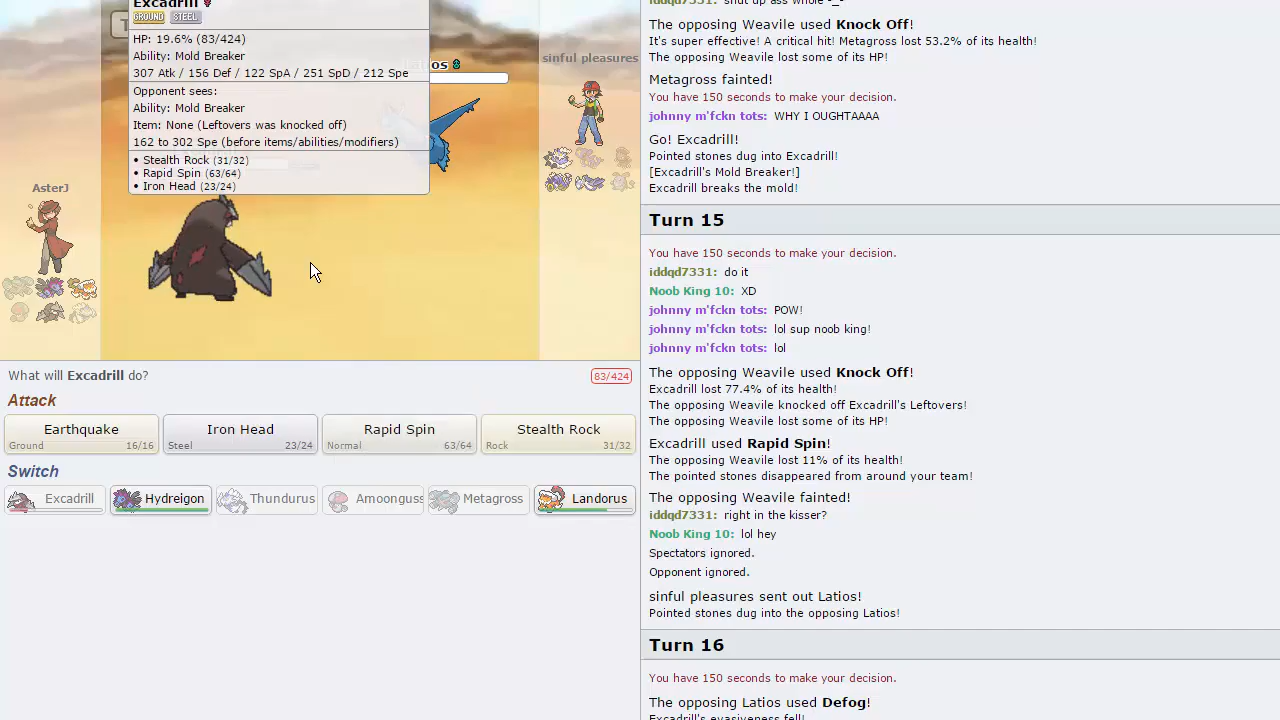 Excadrill
GROUND STEEL
HP: 19.6% (83/424)
Ability: Mold Breaker
307 Atk / 156 Def / 122 SpA / 251 SpD / 212 Spe
Opponent sees:
Ability: Mold Breaker
Item: None (Leftovers was knocked off)
162 to 302 Spe (before items/abilities/modifiers)
• Stealth Rock (31/32)
• Rapid Spin (63/64)
• Iron Head (23/24)
sinful pleasures
AsterJ
What will Excadrill do?
83/424
Attack
Earthquake
Ground 16/16
Iron Head
Steel 23/24
Rapid Spin
Normal 63/64
Stealth Rock
Rock 31/32
Switch
Excadrill
Hydreigon
Thundurus
Amoongus
Metagross
Landorus
iddqd7331: shut up ass whole -_-
The opposing Weavile used Knock Off!
It's super effective! A critical hit! Metagross lost 53.2% of its health!
The opposing Weavile lost some of its HP!
Metagross fainted!
You have 150 seconds to make your decision.
johnny m'fckn tots: WHY I OUGHTAAAA
Go! Excadrill!
Pointed stones dug into Excadrill!
[Excadrill's Mold Breaker!]
Excadrill breaks the mold!
Turn 15
You have 150 seconds to make your decision.
iddqd7331: do it
Noob King 10: XD
johnny m'fckn tots: POW!
johnny m'fckn tots: lol sup noob king!
johnny m'fckn tots: lol
The opposing Weavile used Knock Off!
Excadrill lost 77.4% of its health!
The opposing Weavile knocked off Excadrill's Leftovers!
The opposing Weavile lost some of its HP!
Excadrill used Rapid Spin!
The opposing Weavile lost 11% of its health!
The pointed stones disappeared from around your team!
The opposing Weavile fainted!
iddqd7331: right in the kisser?
Noob King 10: lol hey
Spectators ignored.
Opponent ignored.
sinful pleasures sent out Latios!
Pointed stones dug into the opposing Latios!
Turn 16
You have 150 seconds to make your decision.
The opposing Latios used Defog!
Excadrill's evasiveness fell!